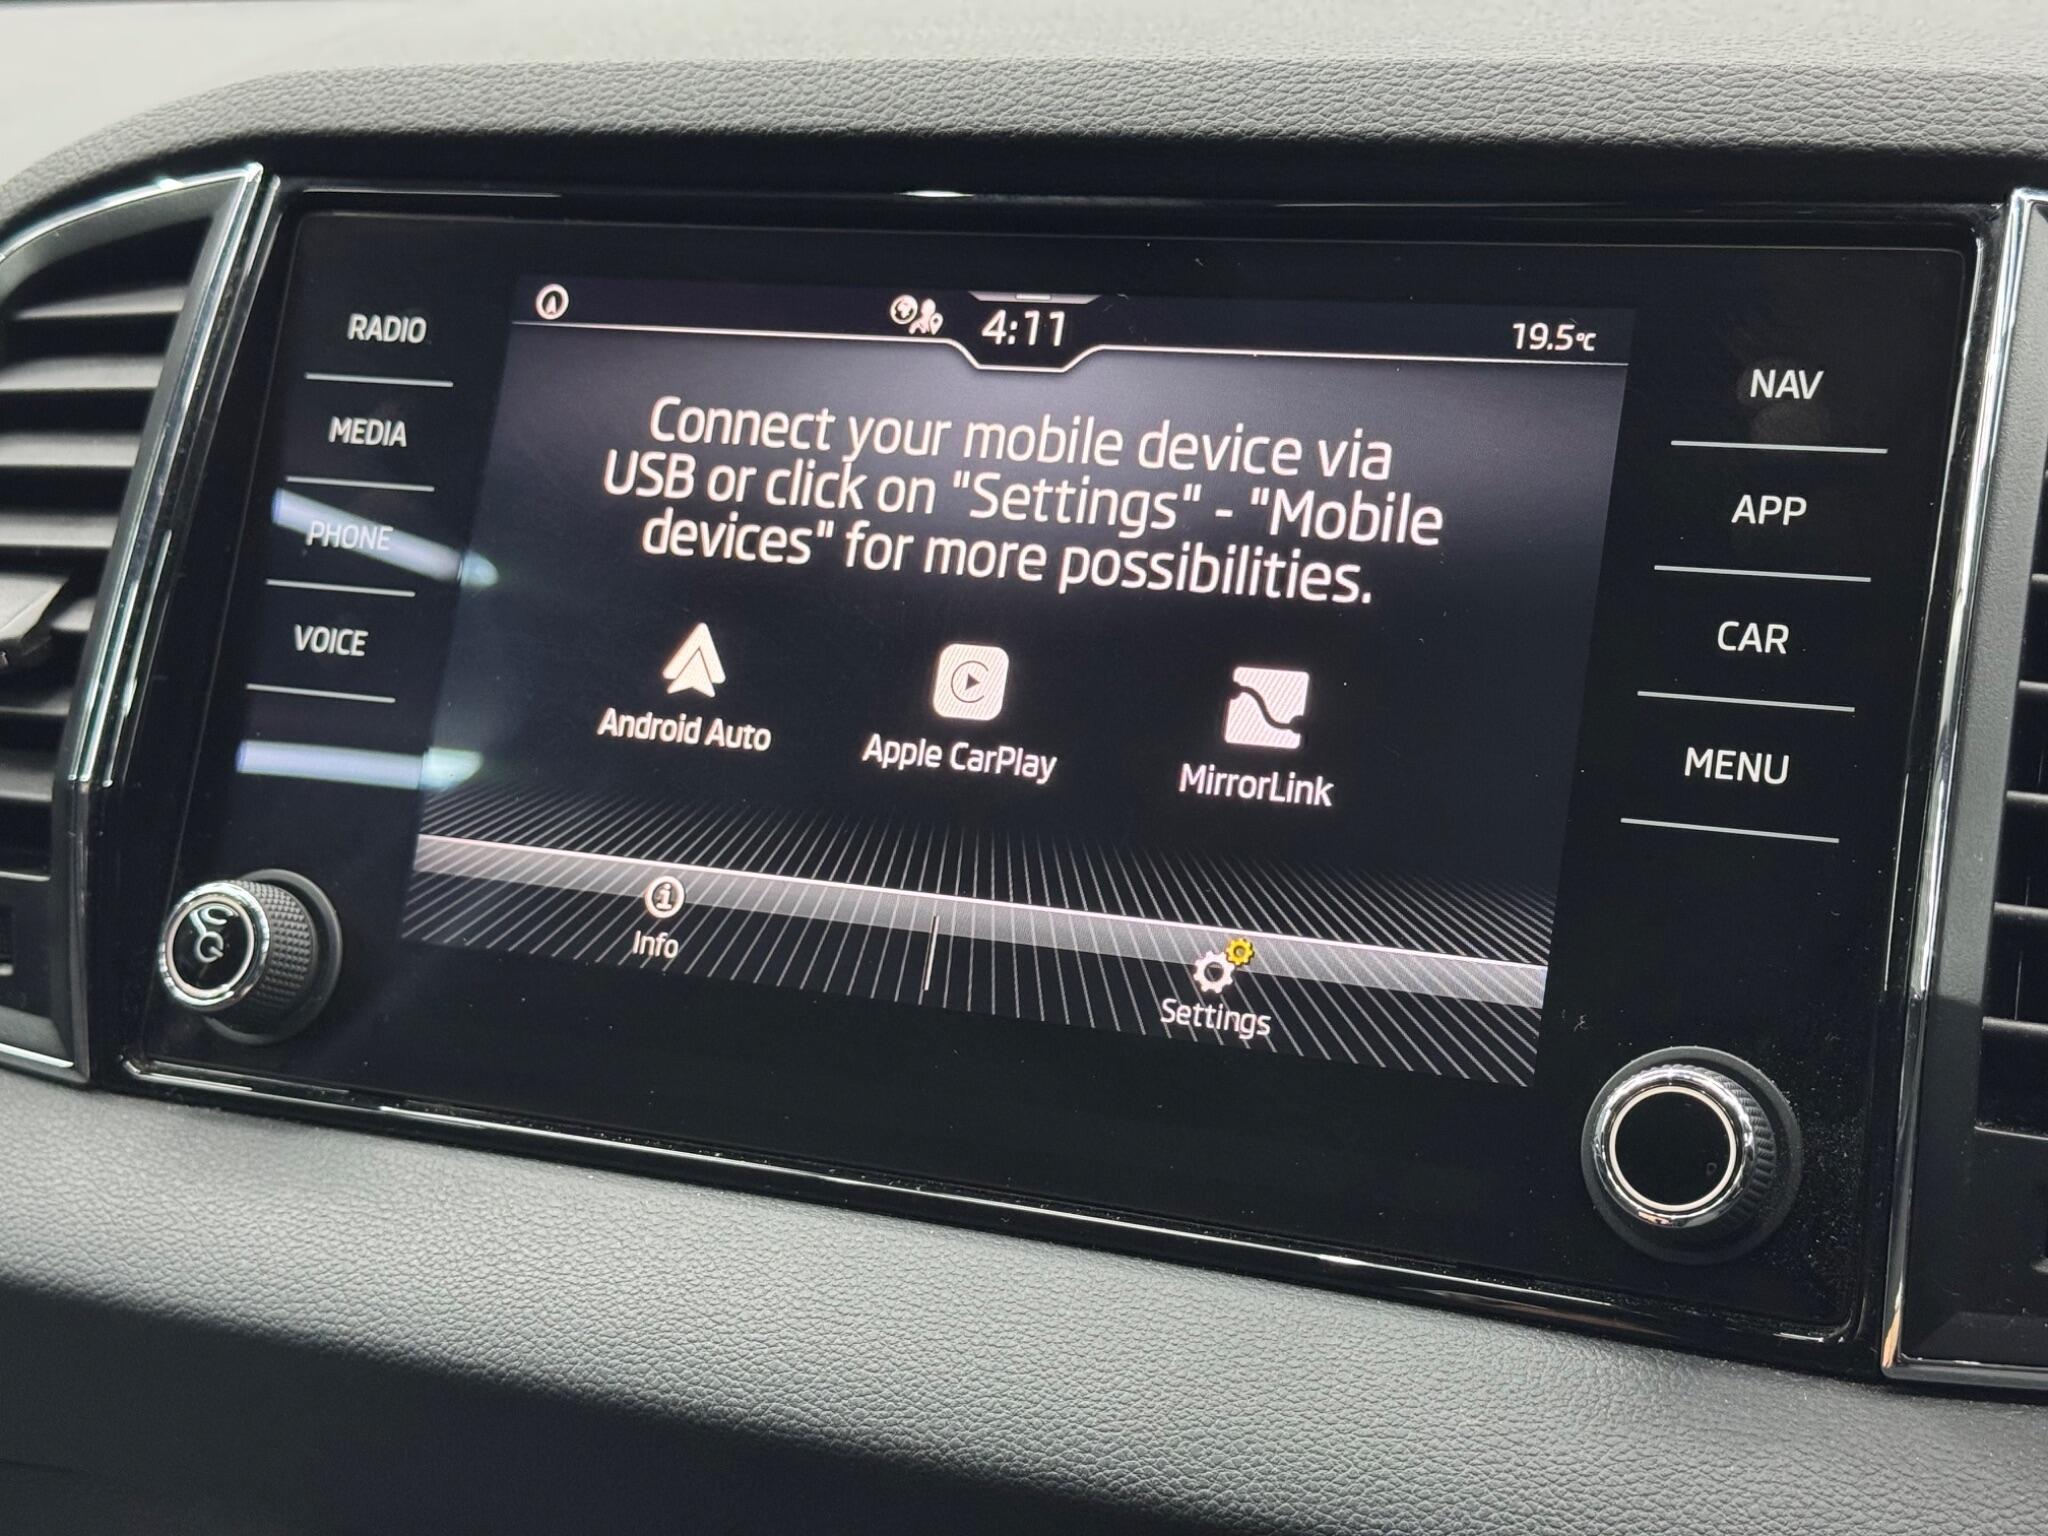 RADIO
MEDIA
PHONE
VOICE
4:11
19.5°C
Connect your mobile device via
USB or click on "Settings" - "Mobile
devices" for more possibilities.
Android Auto
Apple CarPlay
MirrorLink
Info
Settings
NAV
APP
CAR
MENU